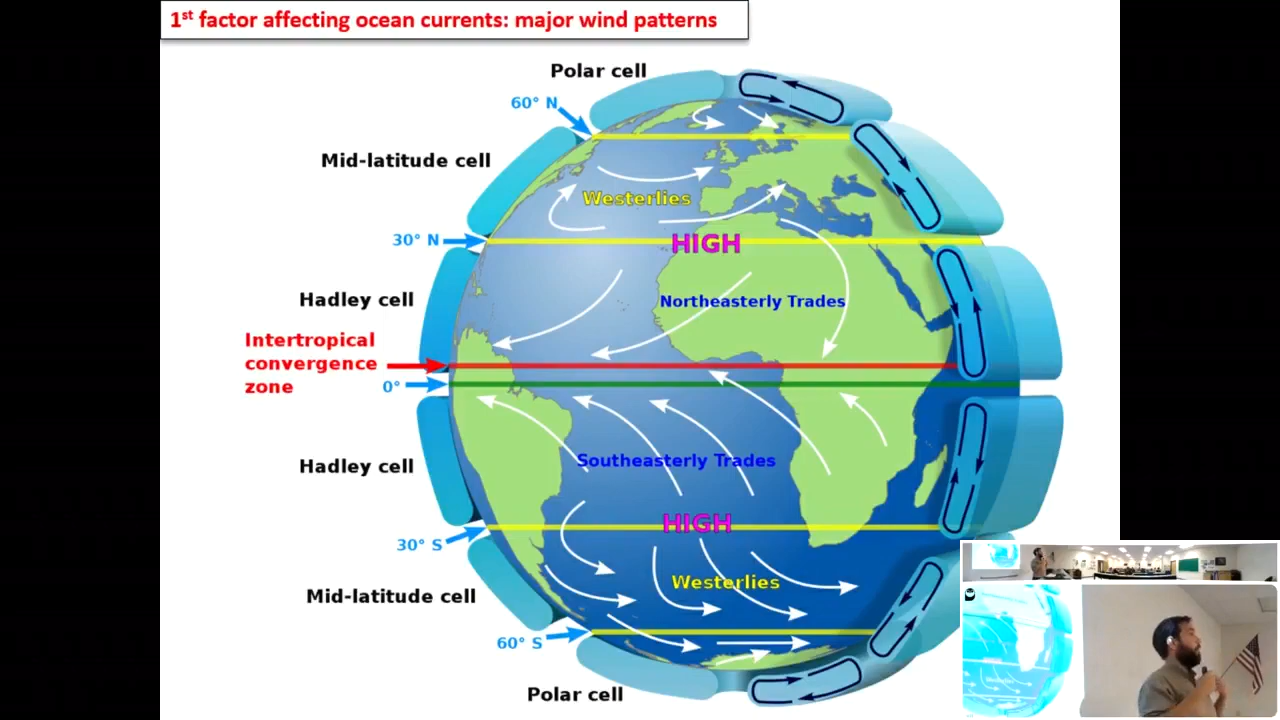 1st factor affecting ocean currents: major wind patterns
Polar cell
60° N
Mid-latitude cell
Westerlies
30° N
HIGH
Hadley cell
Northeasterly Trades
Intertropical
convergence
zone
0°
Hadley cell
Southeasterly Trades
HIGH
30° S
Westerlies
Mid-latitude cell
60° S
Polar cell